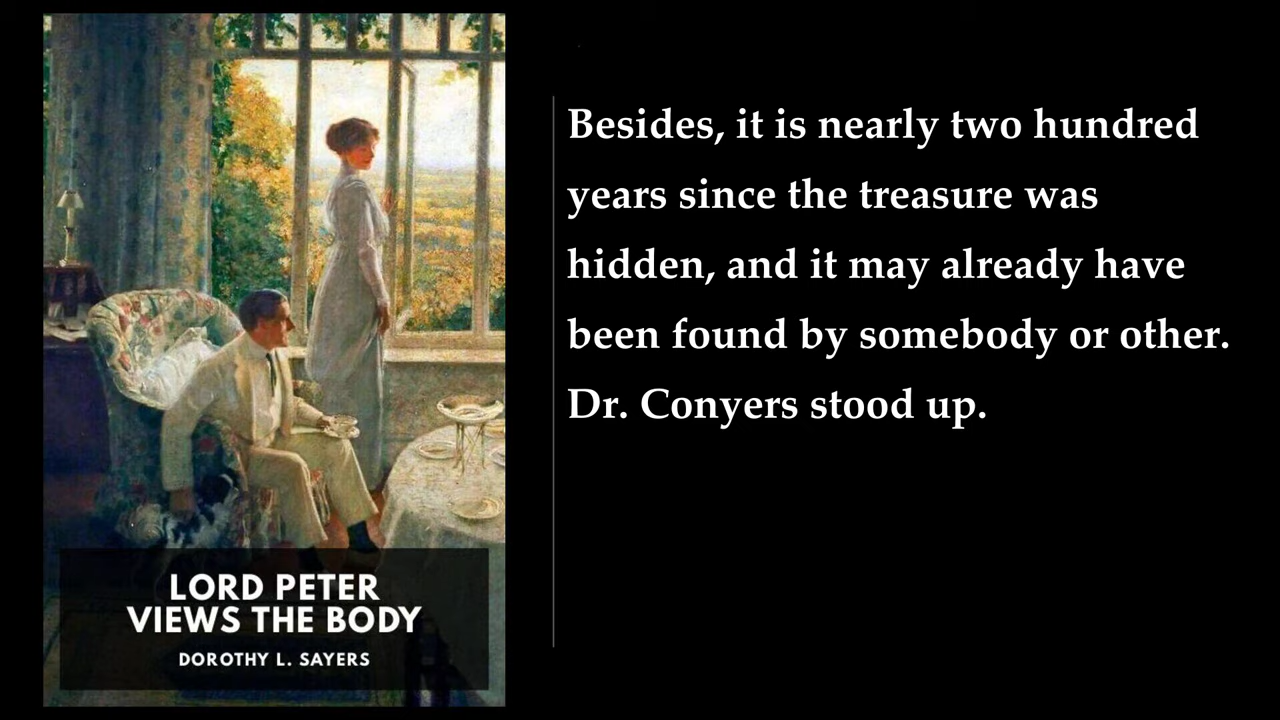 Besides, it is nearly two hundred
years since the treasure was
hidden, and it may already have
been found by somebody or other.
Dr. Conyers stood up.
LORD PETER
VIEWS THE BODY
DOROTHY L. SAYERS